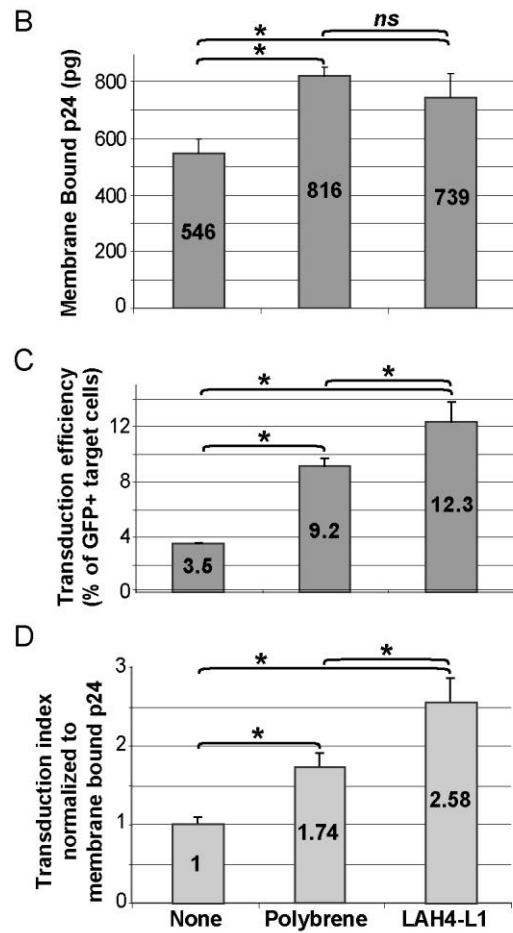 B
ns
*
*
Membrane Bound p24 (pg)
800
600
400
200
0
546
816
739
C
*
*
*
Transduction efficiency
(% of GFP+ target cells)
12
8
4
0
3.5
9.2
12.3
D
*
*
*
Transduction index
normalized to
membrane bound p24
3
2
1
0
1
1.74
2.58
None Polybrene LAH4-L1